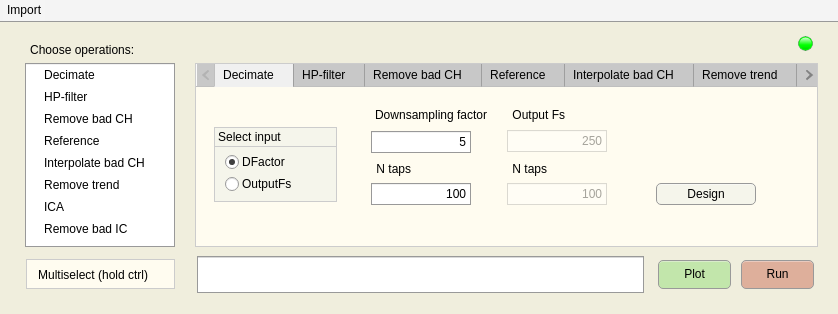 Import
Choose operations:
Decimate
HP-filter
Remove bad CH
Reference
Interpolate bad CH
Remove trend
ICA
Remove bad IC
Multiselect (hold ctrl)
Decimate HP-filter Remove bad CH Reference Interpolate bad CH Remove trend
Select input
DFactor
OutputFs
Downsampling factor Output Fs
5 250
N taps N taps
100 100
Design
Plot Run